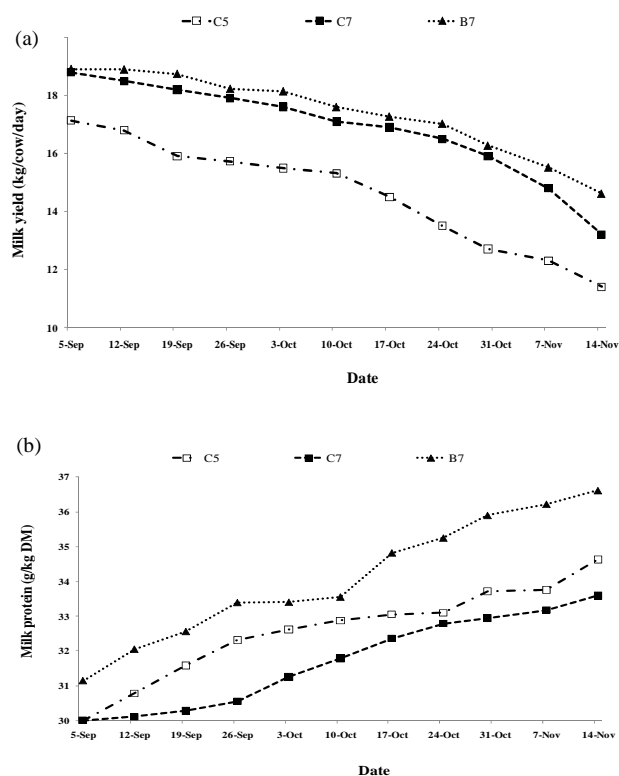 (a)
C5 C7 B7
Milk yield (kg/cow/day)
18
16
14
12
10
5-Sep 12-Sep 19-Sep 26-Sep 3-Oct 10-Oct 17-Oct 24-Oct 31-Oct 7-Nov 14-Nov
Date
(b)
C5 C7 B7
Milk protein (g/kg DM)
37
36
35
34
33
32
31
30
5-Sep 12-Sep 19-Sep 26-Sep 3-Oct 10-Oct 17-Oct 24-Oct 31-Oct 7-Nov 14-Nov
Date